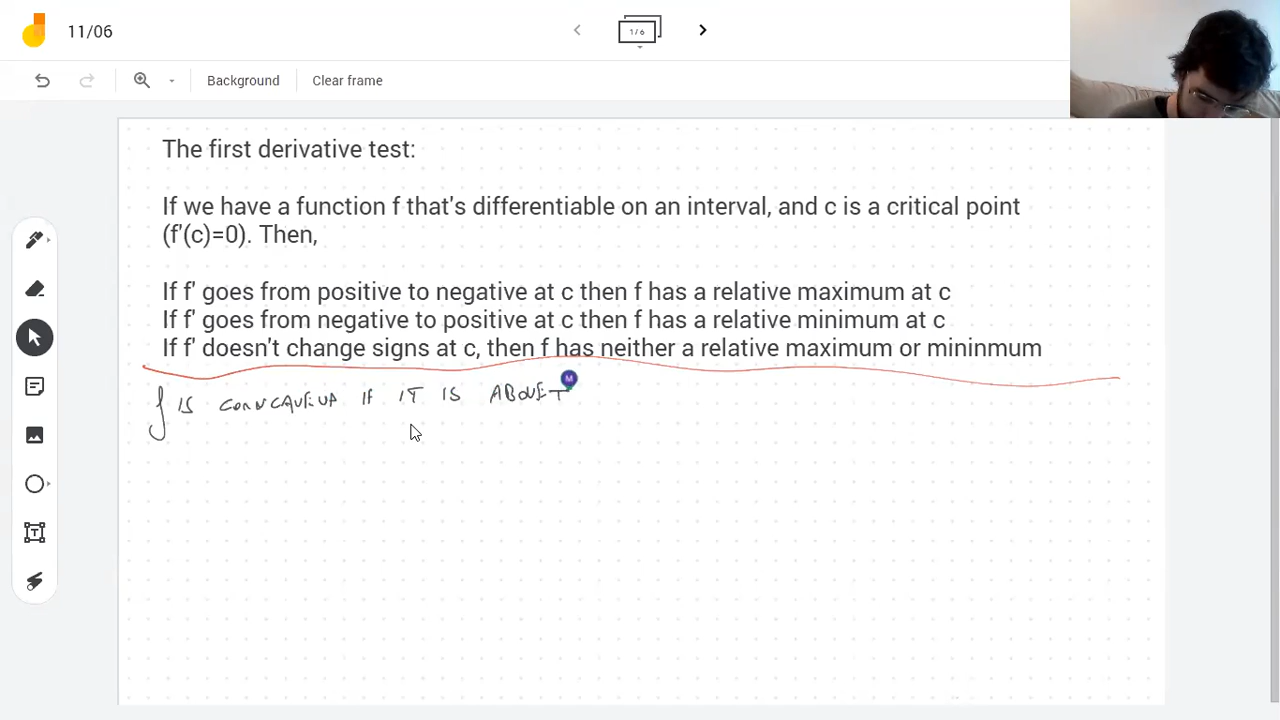 11/06
1/6
Background
Clear frame
The first derivative test:
If we have a function f that's differentiable on an interval, and c is a critical point
(f'(c)=0). Then,
If f' goes from positive to negative at c then f has a relative maximum at c
If f' goes from negative to positive at c then f has a relative minimum at c
If f' doesn't change signs at c, then f has neither a relative maximum or mininmum
M
f IS CONCAVE UP IF IT IS ABOVE T
T